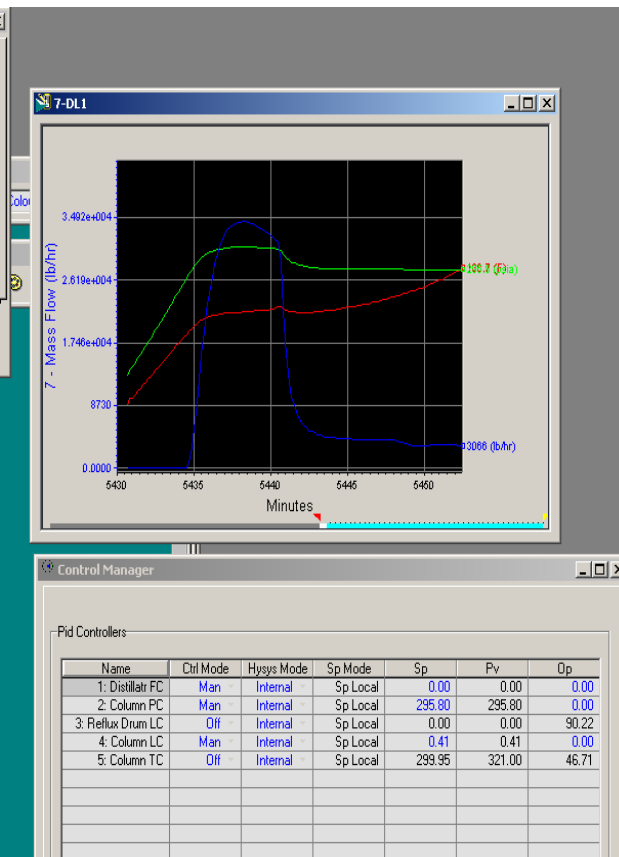 7-DL1
Colou
7 - Mass Flow (lb/hr)
3.492e+004
2.619e+004
1.746e+004
8730
0.0000
3066 (lb/hr)
5430 5435 5440 5445 5450
Minutes
Control Manager
Pid Controllers
Name Ctrl Mode Hysys Mode Sp Mode Sp Pv Op
1: Distillatr FC Man Internal Sp Local 0.00 0.00 0.00
2: Column PC Man Internal Sp Local 295.80 295.80 0.00
3: Reflux Drum LC Off Internal Sp Local 0.00 0.00 90.22
4: Column LC Man Internal Sp Local 0.41 0.41 0.00
5: Column TC Off Internal Sp Local 299.95 321.00 46.71